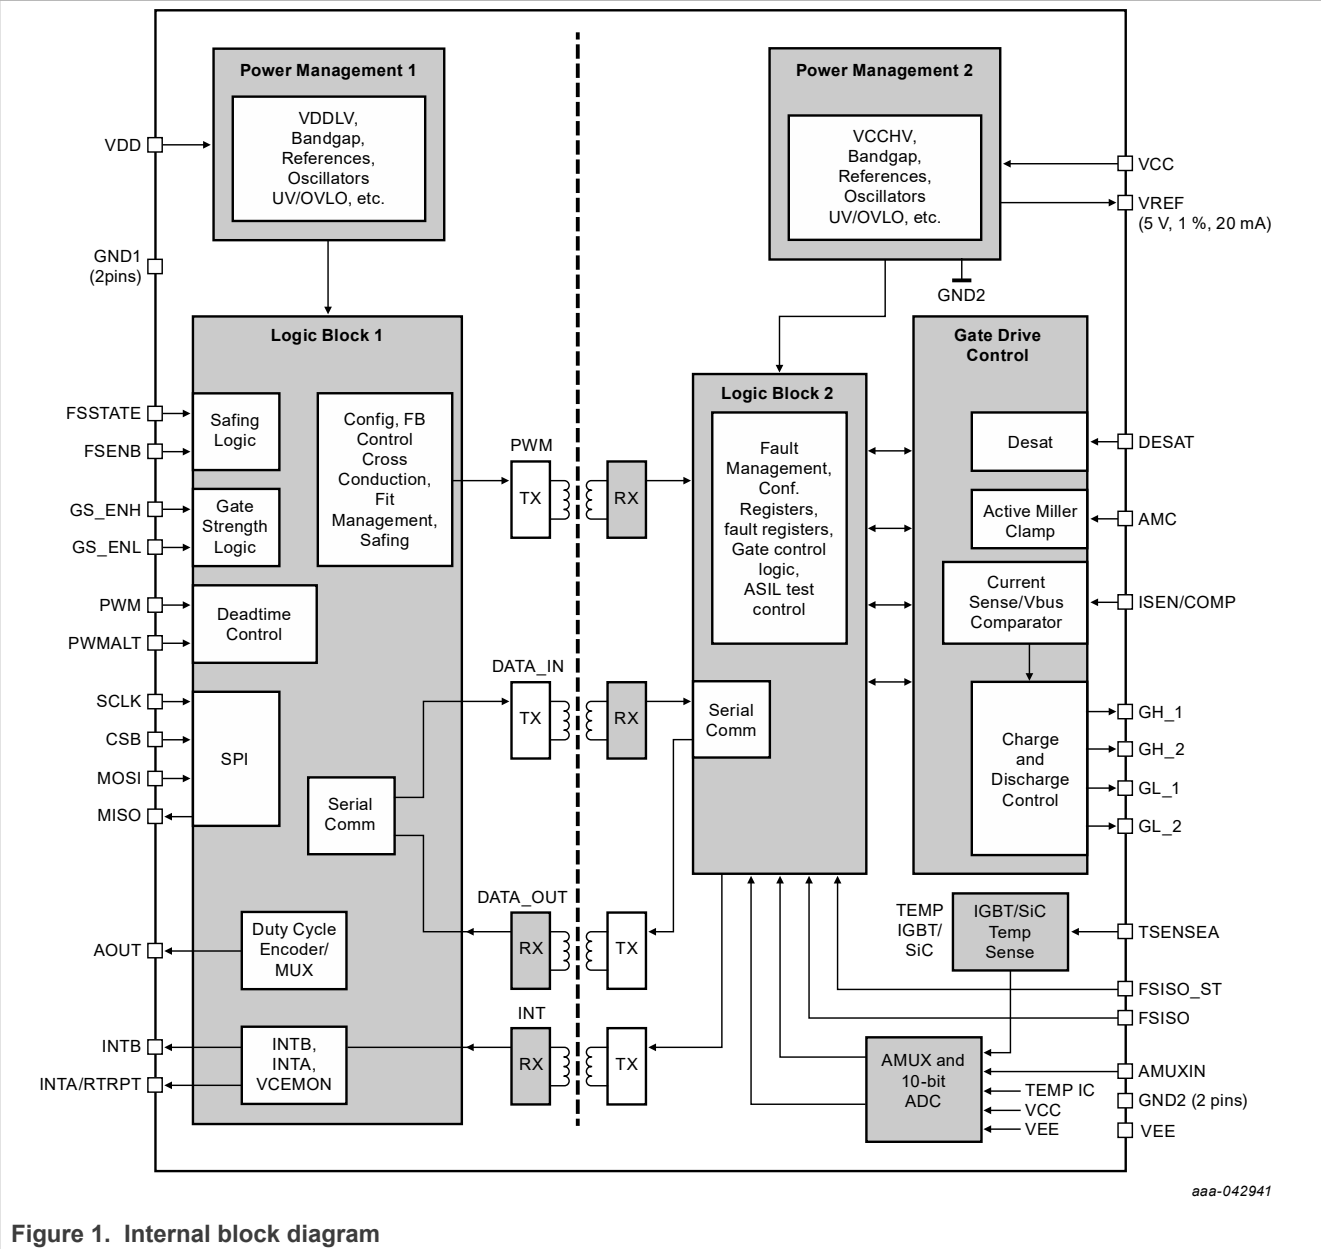 Power Management 1
VDDLV,
Bandgap,
References,
Oscillators
UV/OVLO, etc.
Power Management 2
VCCHV,
Bandgap,
References,
Oscillators
UV/OVLO, etc.
VDD
GND1
(2pins)
VCC
VREF
(5 V, 1 %, 20 mA)
GND2
Logic Block 1
FSSTATE
FSENB
GS_ENH
GS_ENL
PWM
PWMALT
SCLK
CSB
MOSI
MISO
AOUT
INTB
INTA/RTRPT
Safing
Logic
Gate
Strength
Logic
Deadtime
Control
SPI
Config, FB
Control
Cross
Conduction,
Fit
Management,
Safing
Serial
Comm
Duty Cycle
Encoder/
MUX
INTB,
INTA,
VCEMON
PWM
TX
RX
DATA_IN
TX
RX
DATA_OUT
RX
TX
INT
RX
TX
Logic Block 2
Fault
Management,
Conf.
Registers,
fault registers,
Gate control
logic,
ASIL test
control
Serial
Comm
Gate Drive
Control
Desat
Active Miller
Clamp
Current
Sense/Vbus
Comparator
Charge
and
Discharge
Control
DESAT
AMC
ISEN/COMP
GH_1
GH_2
GL_1
GL_2
TEMP
IGBT/
SiC
IGBT/SiC
Temp
Sense
TSENSEA
FSISO_ST
FSISO
AMUX and
10-bit
ADC
AMUXIN
TEMP IC
VCC
VEE
GND2 (2 pins)
VEE
aaa-042941
Figure 1. Internal block diagram